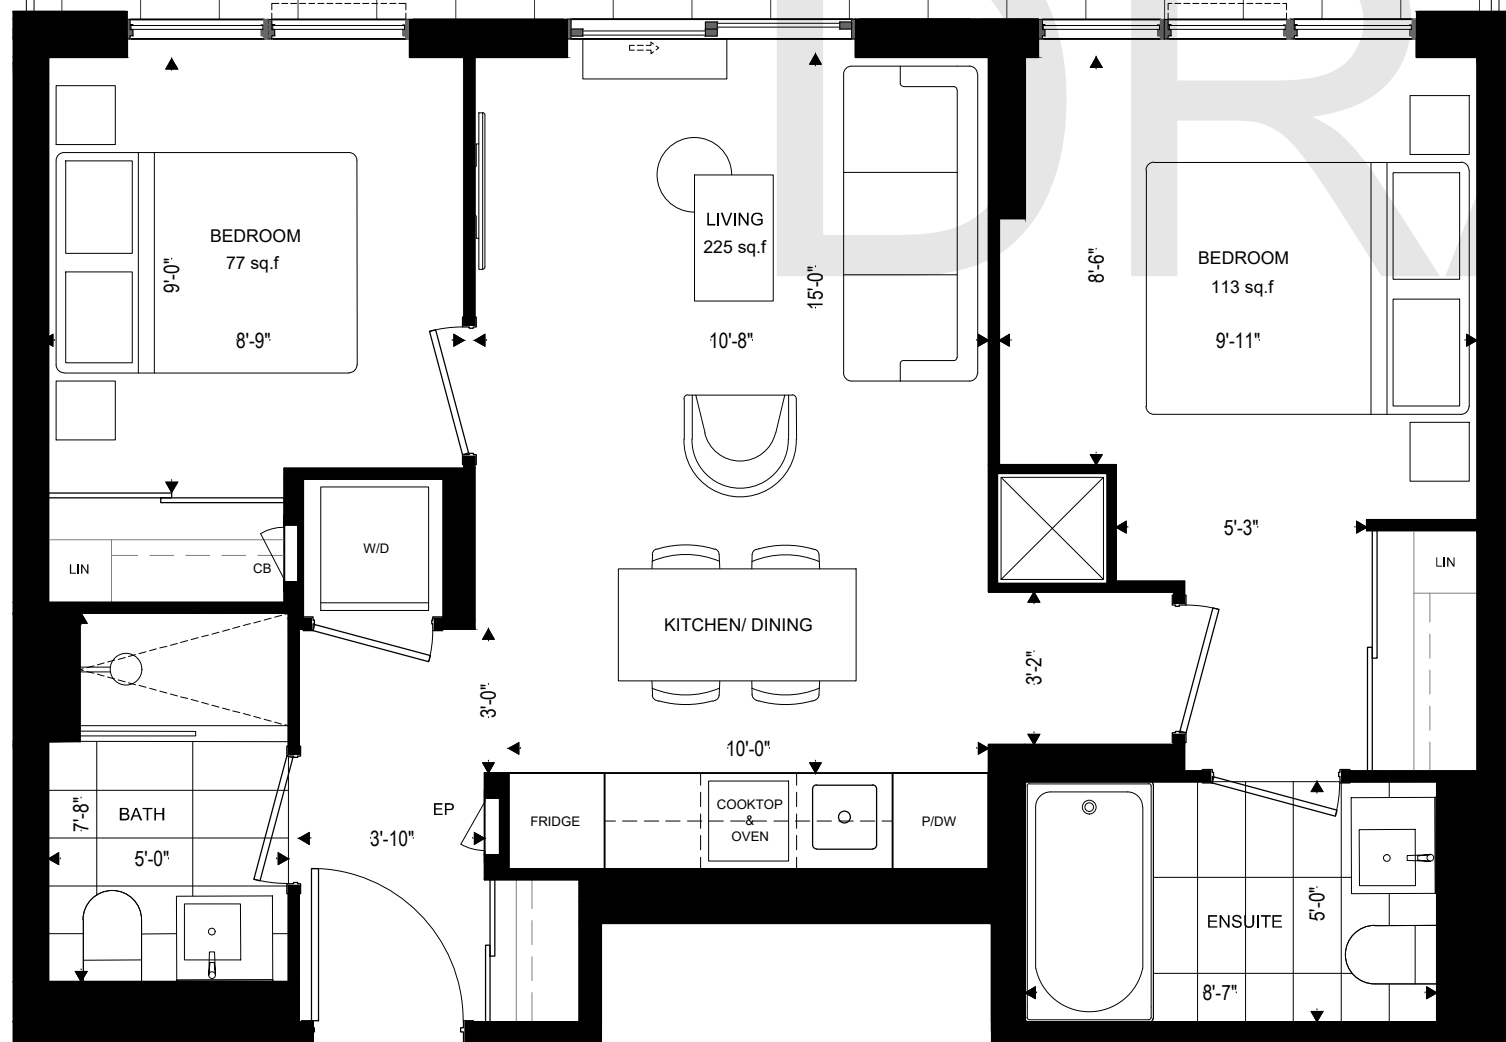 DRA
BEDROOM
77 sq.f
9'-0"
8'-9"
LIVING
225 sq.f
15'-0"
10'-8"
BEDROOM
113 sq.f
8'-6"
9'-11"
5'-3"
LIN
CB
W/D
LIN
KITCHEN/ DINING
3'-0"
3'-2"
10'-0"
BATH
7'-8"
5'-0"
3'-10"
EP
FRIDGE
COOKTOP
&
OVEN
P/DW
ENSUITE
5'-0"
8'-7"